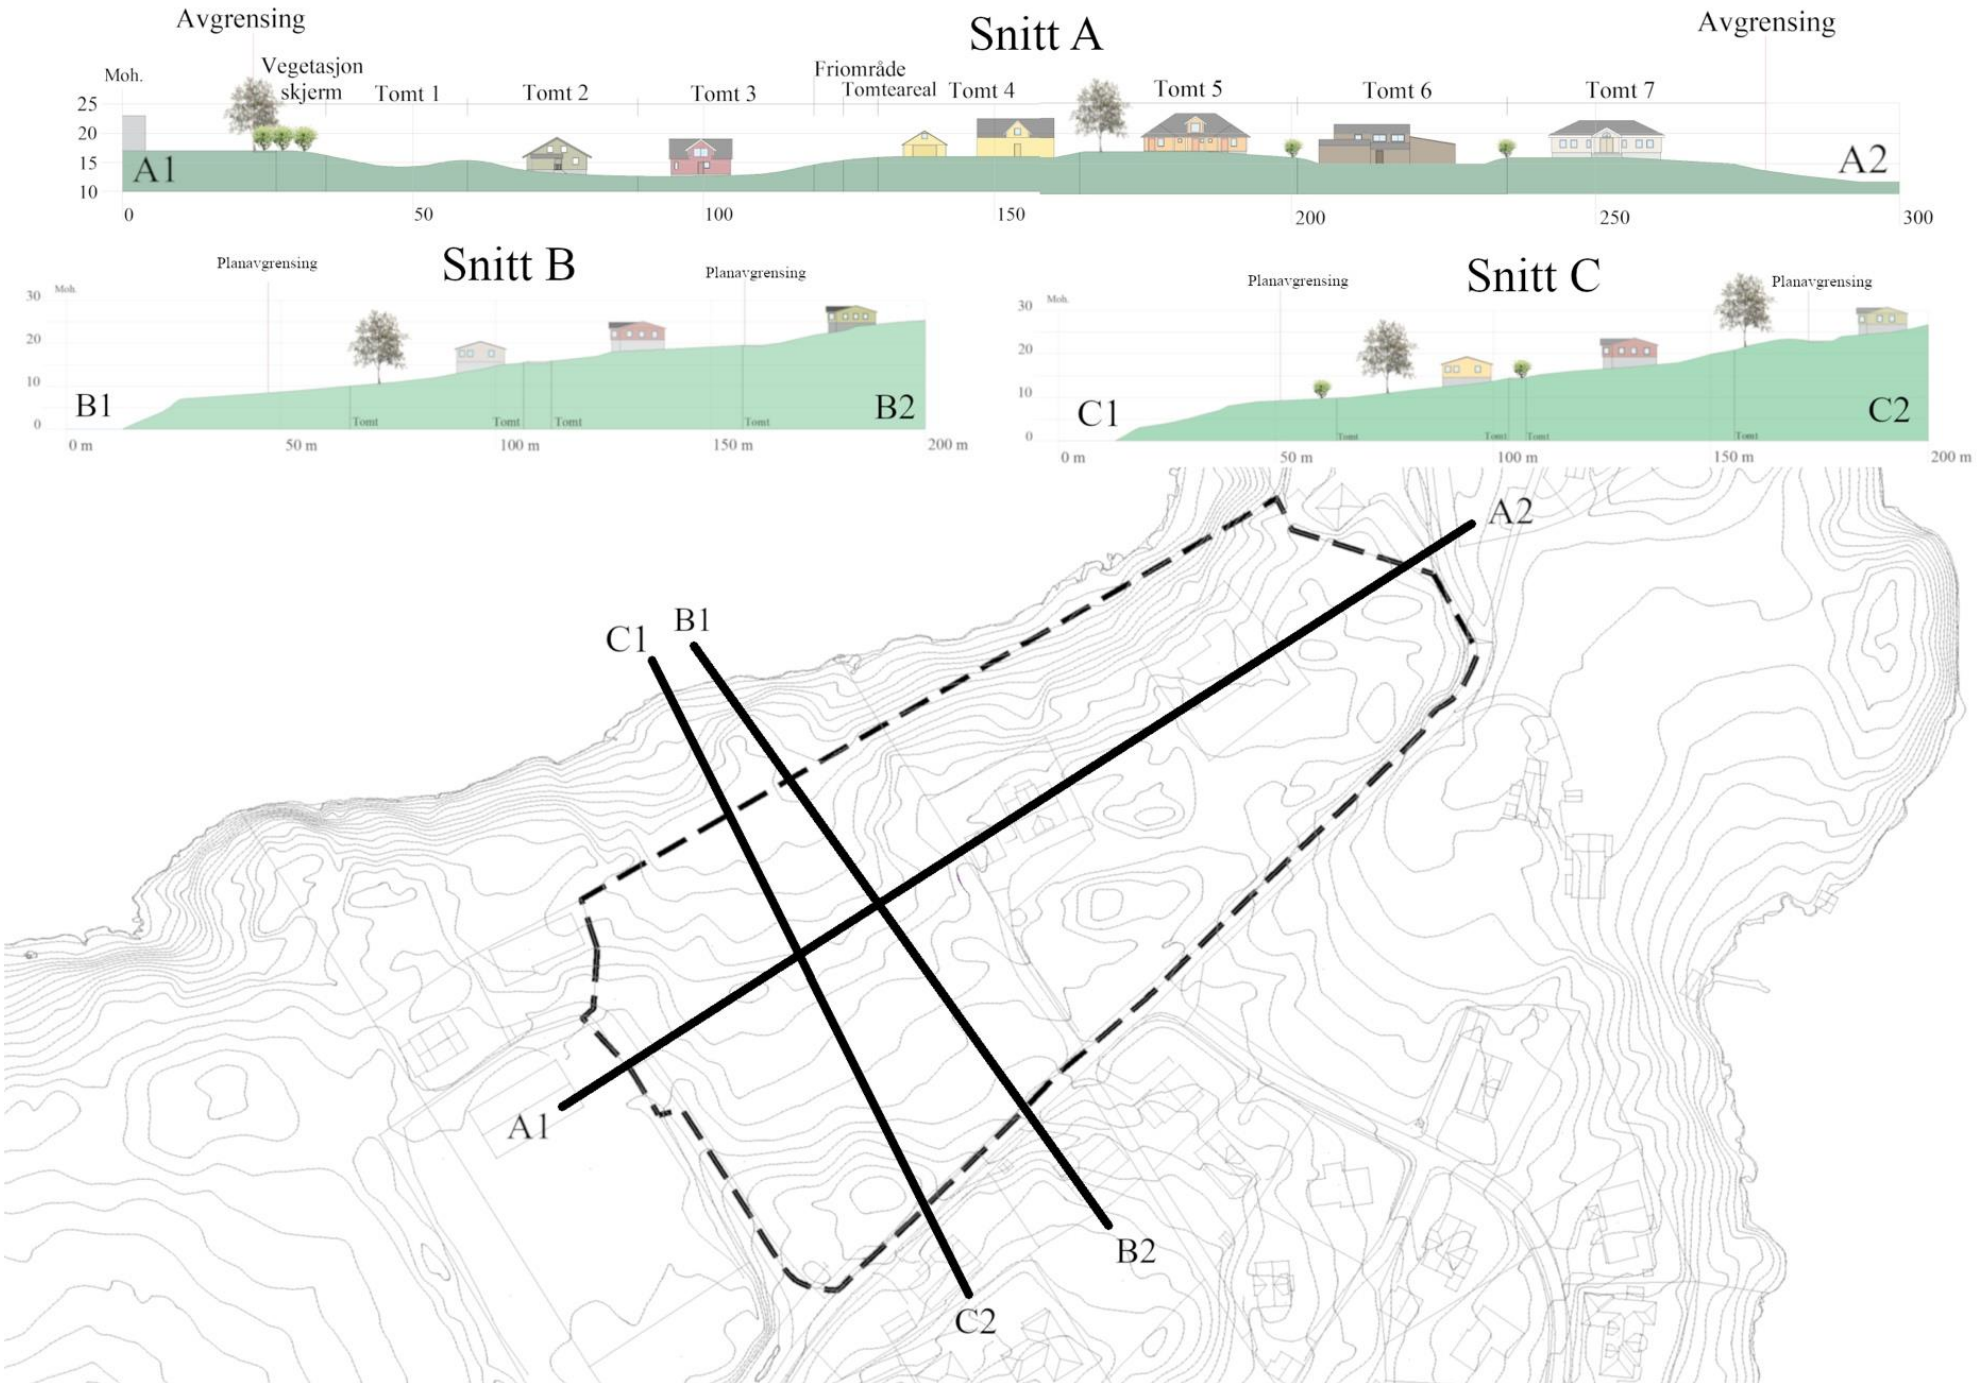 Avgrensing
Snitt A
Avgrensing
Moh.
Vegetasjon
skjerm
Tomt 1
Tomt 2
Tomt 3
Friområde
Tomteareal
Tomt 4
Tomt 5
Tomt 6
Tomt 7
25
20
15
10
A1
A2
0
50
100
150
200
250
300
Planavgrensing
Snitt B
Planavgrensing
Moh.
30
20
10
0
B1
B2
Tomt
Tomt
Tomt
Tomt
0 m
50 m
100 m
150 m
200 m
Planavgrensing
Snitt C
Planavgrensing
Moh.
30
20
10
0
C1
C2
Tomt
Tomt
Tomt
Tomt
0 m
50 m
100 m
150 m
200 m
A2
B1
C1
A1
B2
C2